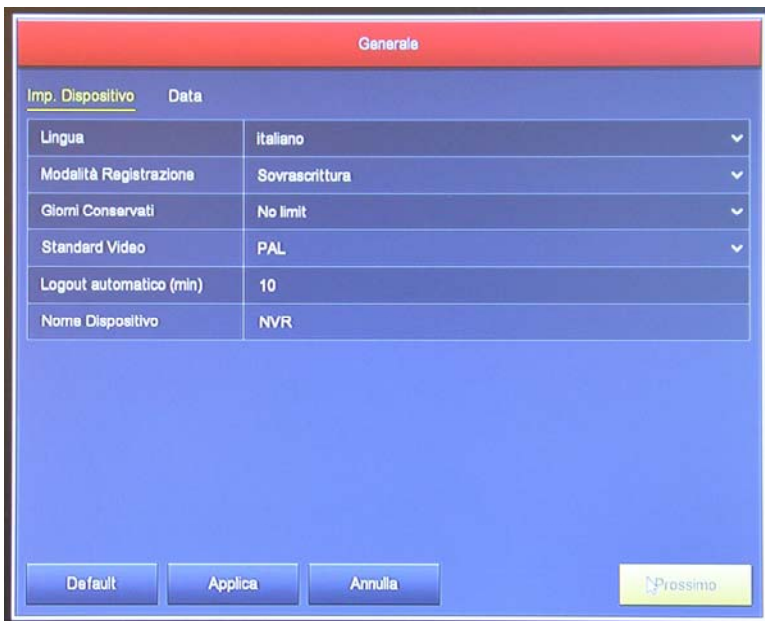 Generale
Imp. Dispositivo Data
Lingua italiano
Modalità Registrazione Sovrascrittura
Giorni Conservati No limit
Standard Video PAL
Logout automatico (min) 10
Nome Dispositivo NVR
Default Applica Annulla Prossimo